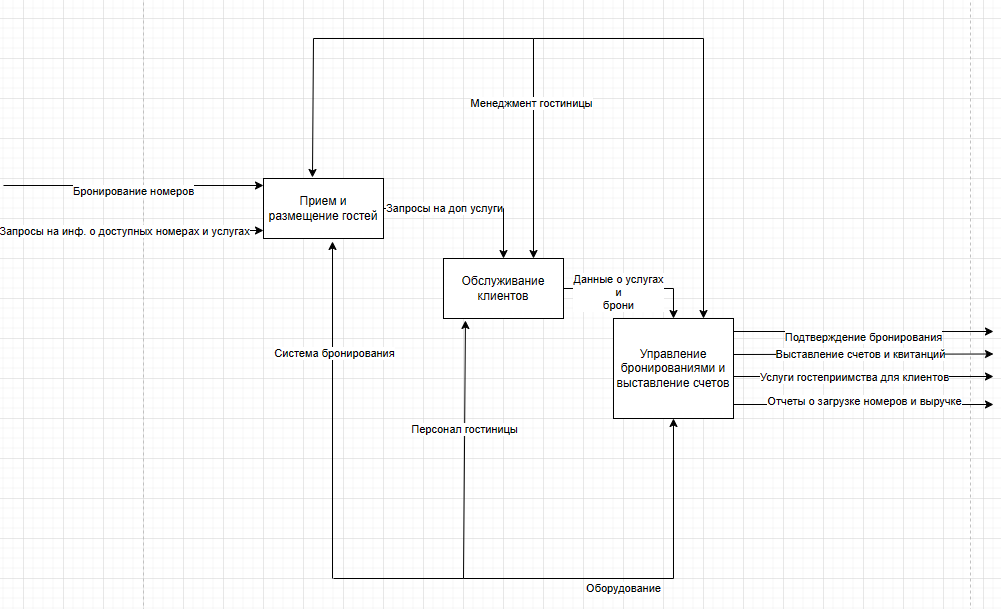 Менеджмент гостиницы
Бронирование номеров
Прием и
размещение гостей
Запросы на доп услуги
Запросы на инф. о доступных номерах и услугах
Обслуживание
клиентов
Данные о услугах
и
брони
Управление
бронированиями и
выставление счетов
Подтверждение бронирования
Выставление счетов и квитанций
Услуги гостеприимства для клиентов
Отчеты о загрузке номеров и выручке
Система бронирования
Персонал гостиницы
Оборудование